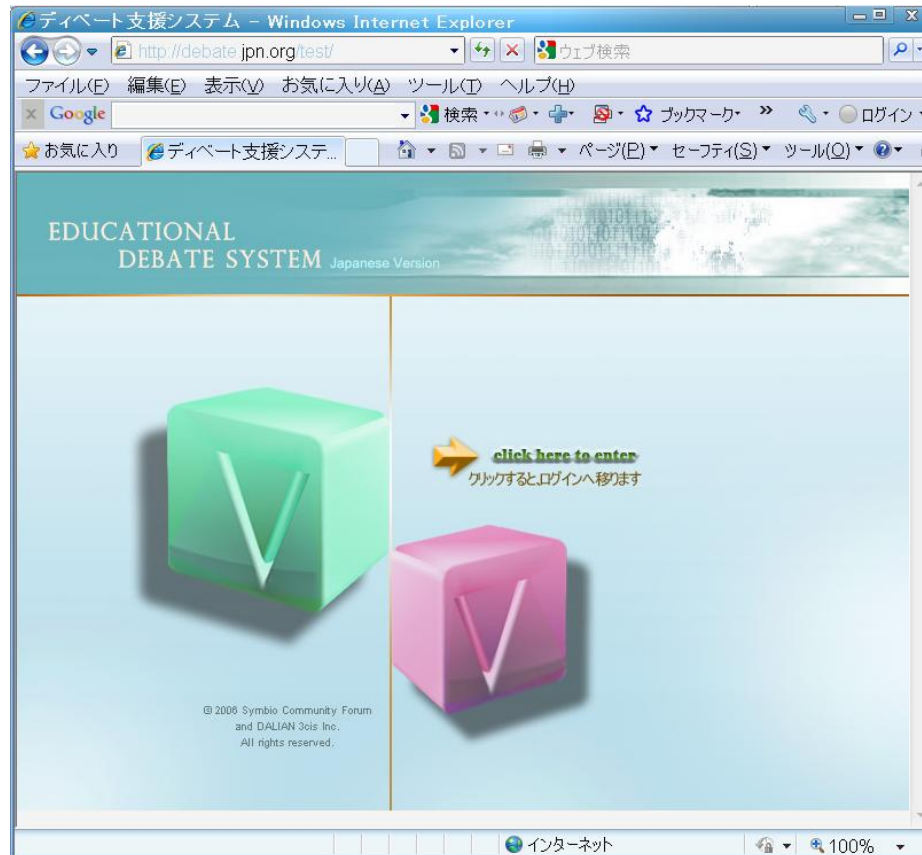 ディベート支援システム - Windows Internet Explorer
http://debate.jpn.org/test/
ウェブ検索
ファイル(F) 編集(E) 表示(V) お気に入り(A) ツール(T) ヘルプ(H)
x Google 検索 ブックマーク >> ログイン
お気に入り ディベート支援システ... ページ(P) セーフティ(S) ツール(O)
EDUCATIONAL
DEBATE SYSTEM Japanese Version
click here to enter
クリックすると、ログインへ移ります
V
V
© 2006 Symbio Community Forum
and DALIAN 3cis Inc.
All rights reserved.
インターネット 100%